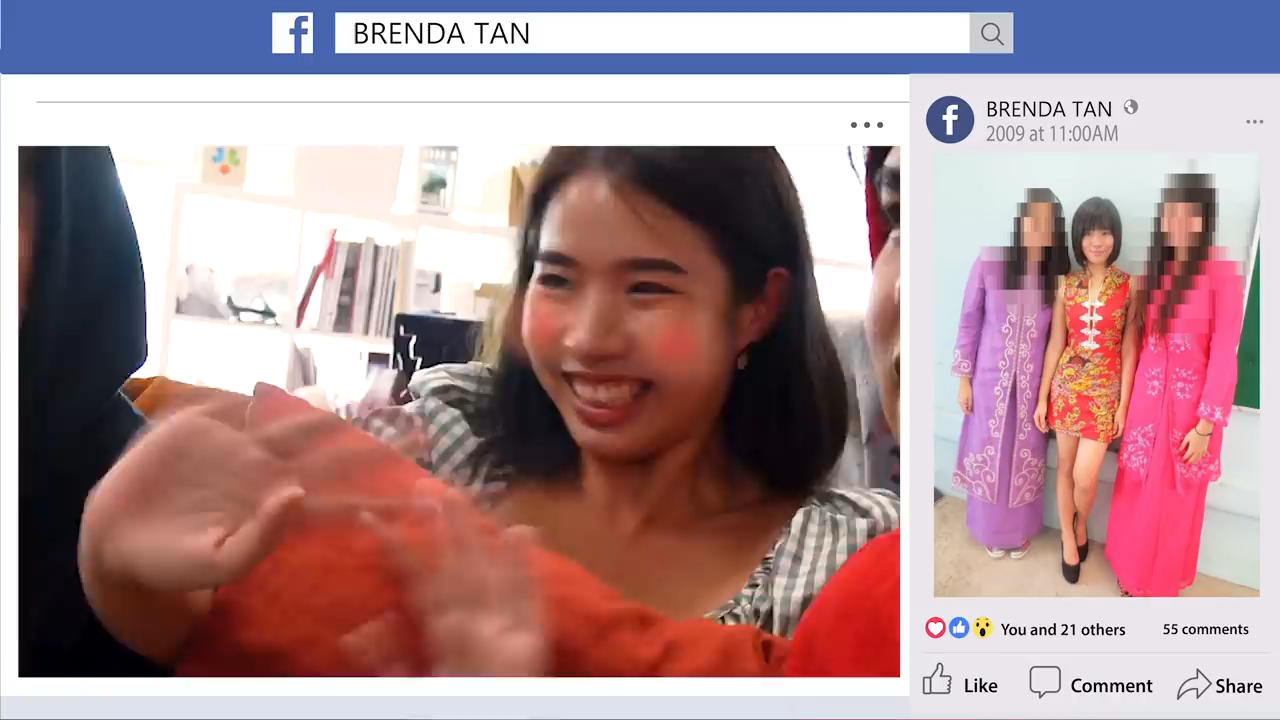 f BRENDA TAN
f BRENDA TAN
2009 at 11:00AM
You and 21 others 55 comments
Like Comment Share